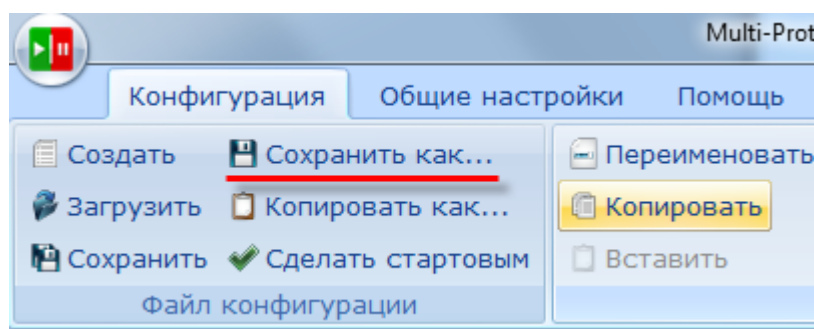 Multi-Prot
Конфигурация Общие настройки Помощь
Создать Сохранить как... Переименовать
Загрузить Копировать как... Копировать
Сохранить Сделать стартовым Вставить
Файл конфигурации